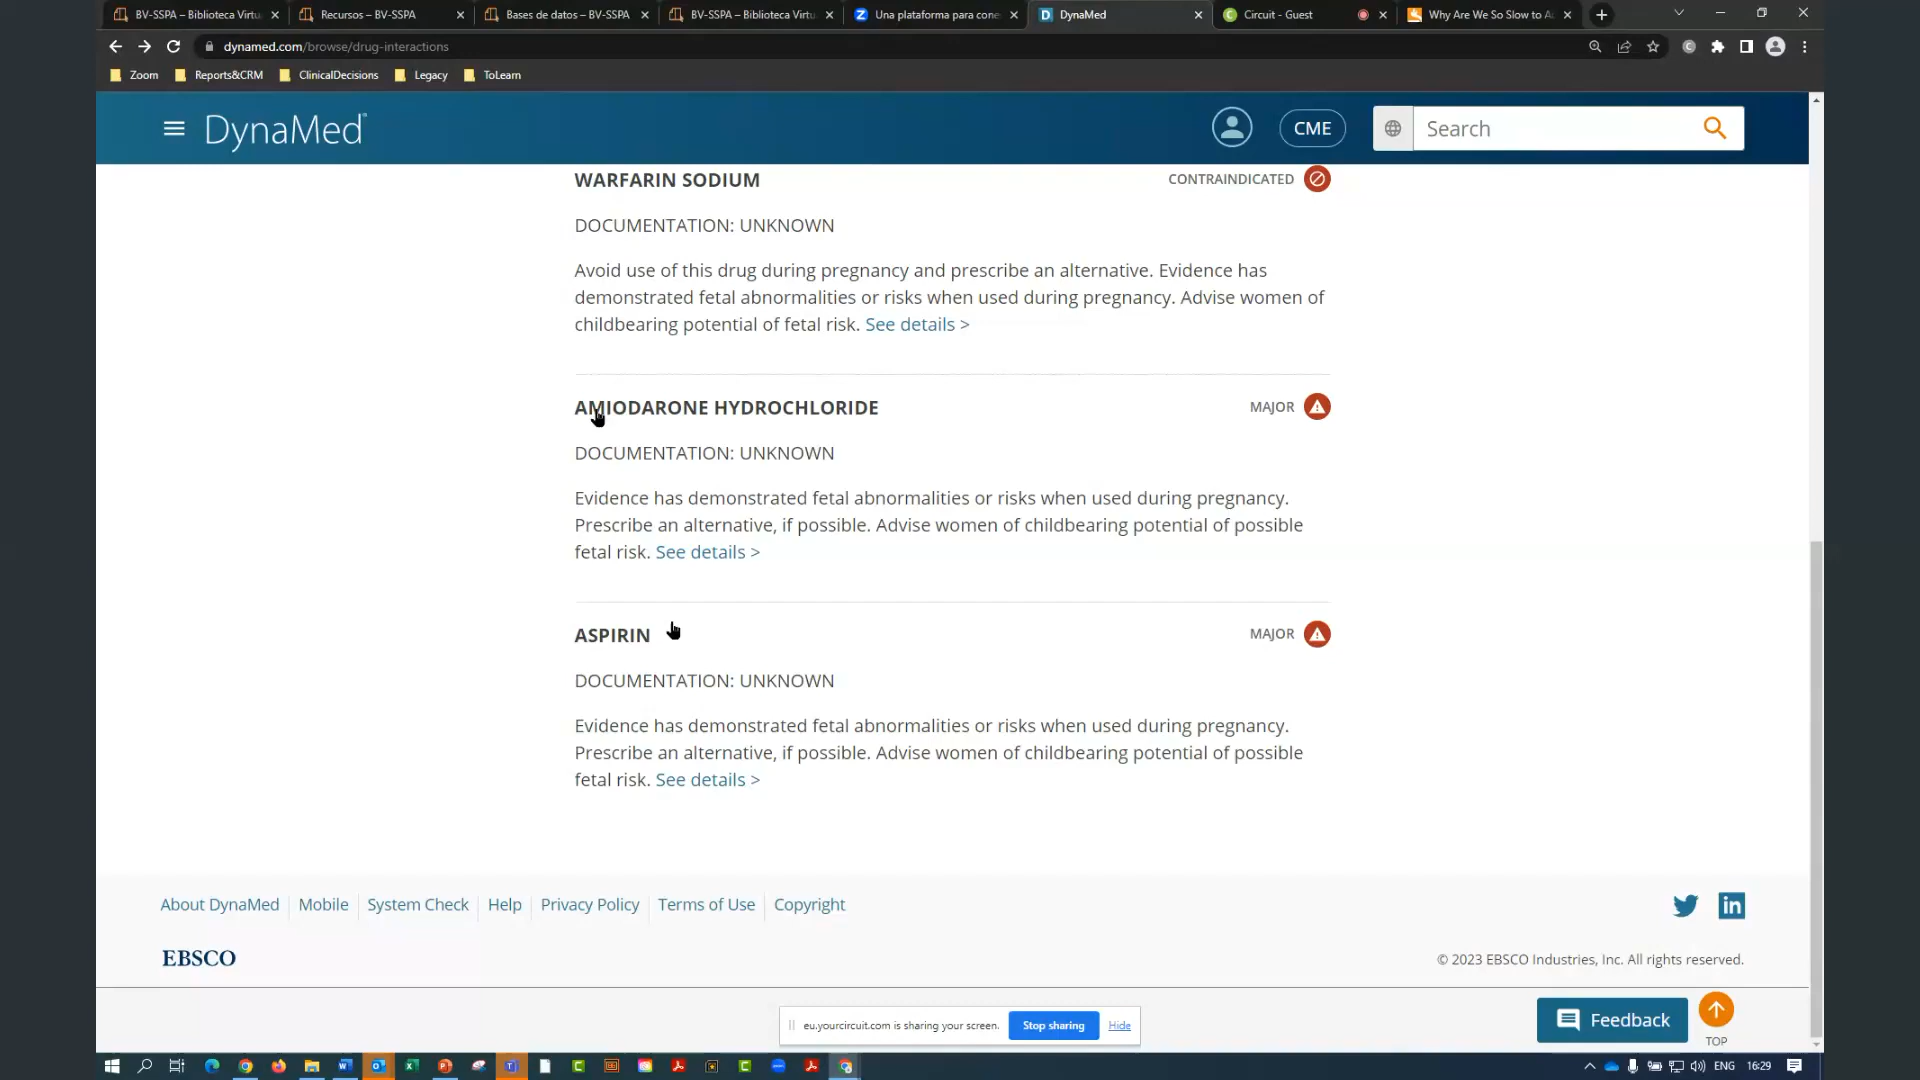 BV-SSPA – Biblioteca Virtu
Recursos – BV-SSPA
Bases de datos – BV-SSPA
BV-SSPA – Biblioteca Virtu
Una plataforma para cone
DynaMed
Circuit - Guest
Why Are We So Slow to A
dynamed.com/browse/drug-interactions
Zoom
Reports&CRM
ClinicalDecisions
Legacy
ToLearn
DynaMed
CME
Search
WARFARIN SODIUM
CONTRAINDICATED
DOCUMENTATION: UNKNOWN
Avoid use of this drug during pregnancy and prescribe an alternative. Evidence has
demonstrated fetal abnormalities or risks when used during pregnancy. Advise women of
childbearing potential of fetal risk. See details >
AMIODARONE HYDROCHLORIDE
MAJOR
DOCUMENTATION: UNKNOWN
Evidence has demonstrated fetal abnormalities or risks when used during pregnancy.
Prescribe an alternative, if possible. Advise women of childbearing potential of possible
fetal risk. See details >
ASPIRIN
MAJOR
DOCUMENTATION: UNKNOWN
Evidence has demonstrated fetal abnormalities or risks when used during pregnancy.
Prescribe an alternative, if possible. Advise women of childbearing potential of possible
fetal risk. See details >
About DynaMed
Mobile
System Check
Help
Privacy Policy
Terms of Use
Copyright
EBSCO
© 2023 EBSCO Industries, Inc. All rights reserved.
eu.yourcircuit.com is sharing your screen.
Stop sharing
Hide
Feedback
TOP
ENG
16:29